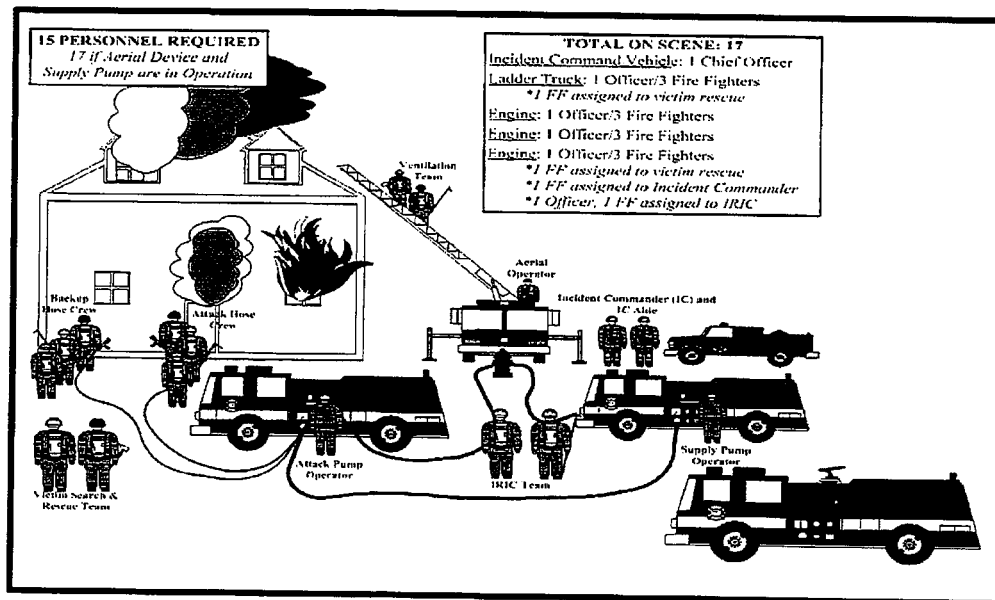 15 PERSONNEL REQUIRED
17 if Aerial Device and
Supply Pump are in Operation
TOTAL ON SCENE: 17
Incident Command Vehicle: 1 Chief Officer
Ladder Truck: 1 Officer/3 Fire Fighters
*1 FF assigned to victim rescue
Engine: 1 Officer/3 Fire Fighters
Engine: 1 Officer/3 Fire Fighters
Engine: 1 Officer/3 Fire Fighters
*1 FF assigned to victim rescue
*1 FF assigned to Incident Commander
*1 Officer, 1 FF assigned to IRIC
Ventilation
Team
Aerial
Operator
Incident Commander (IC) and
IC Aide
Backup
Hose Crew
Attack Hose
Crew
Attack Pump
Operator
IRIC Team
Supply Pump
Operator
Victim Search &
Rescue Team